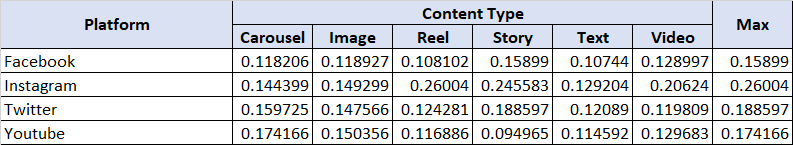 Platform Content Type Max
Carousel Image Reel Story Text Video
Facebook 0.118206 0.118927 0.108102 0.15899 0.10744 0.128997 0.15899
Instagram 0.144399 0.149299 0.26004 0.245583 0.129204 0.20624 0.26004
Twitter 0.159725 0.147566 0.124281 0.188597 0.12089 0.119809 0.188597
Youtube 0.174166 0.150356 0.116886 0.094965 0.114592 0.129683 0.174166